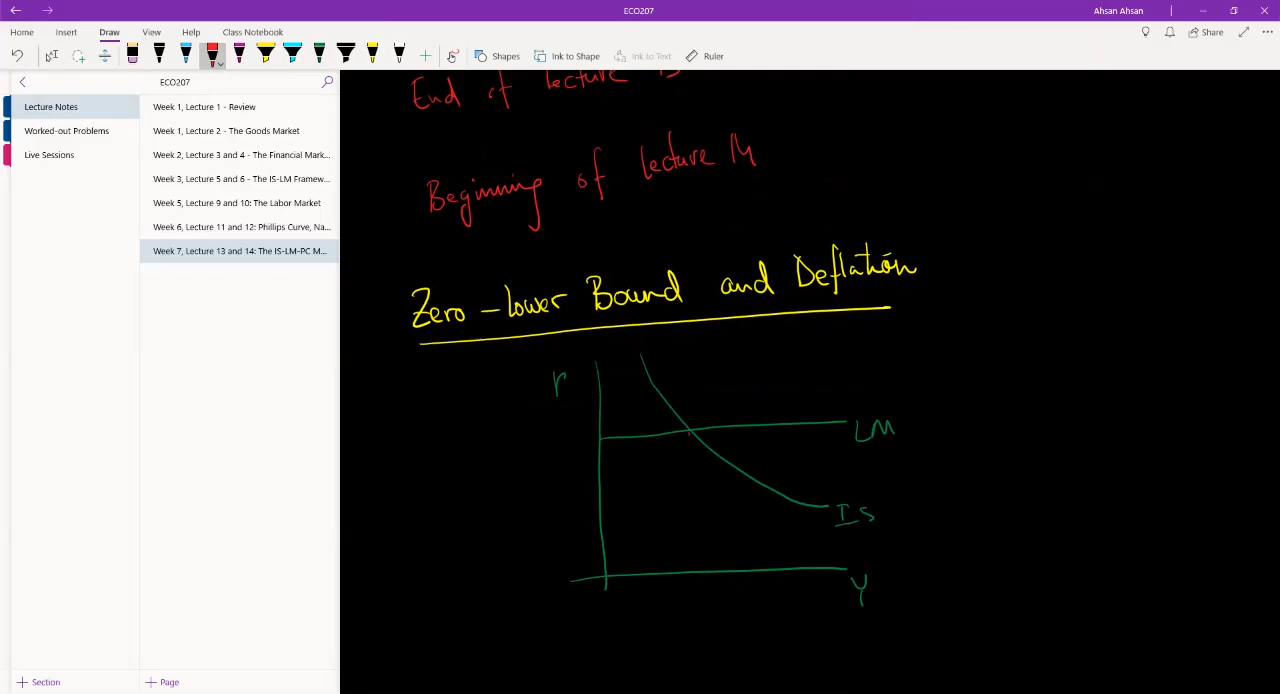 ECO207
Ahsan Ahsan
Home Insert Draw View Help Class Notebook
Share
Shapes Ink to Shape Ink to Text Ruler
ECO207
Lecture Notes
Worked-out Problems
Live Sessions
Week 1, Lecture 1 - Review
Week 1, Lecture 2 - The Goods Market
Week 2, Lecture 3 and 4 - The Financial Mark...
Week 3, Lecture 5 and 6 - The IS-LM Framew...
Week 5, Lecture 9 and 10: The Labor Market
Week 6, Lecture 11 and 12: Phillips Curve, Na...
Week 7, Lecture 13 and 14: The IS-LM-PC M...
End of lecture 13
Beginning of lecture 14
Zero-lower Bound and Deflation
r
LM
IS
Y
Section
Page